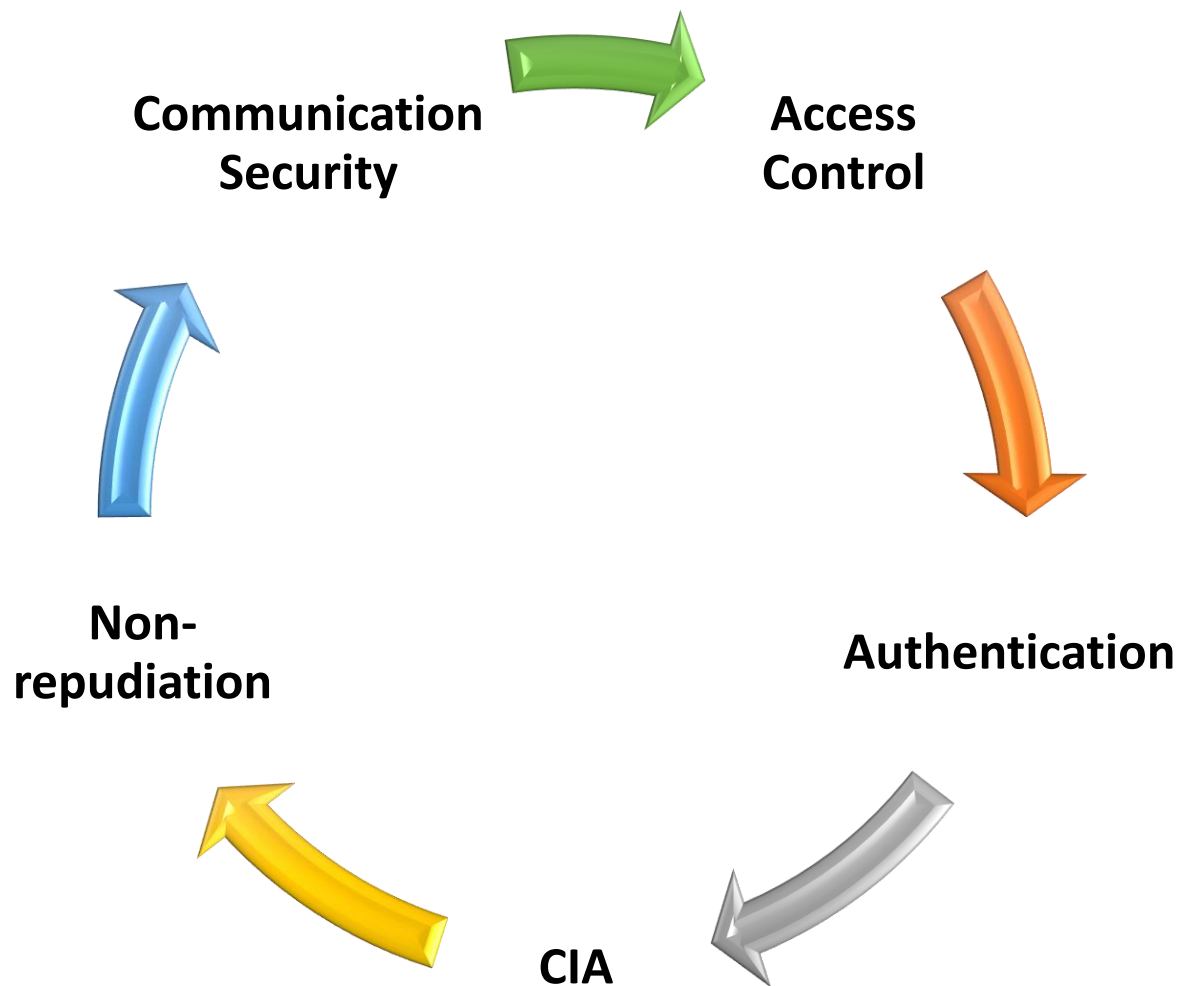 Communication
Security
Access
Control
Authentication
CIA
Non-
repudiation